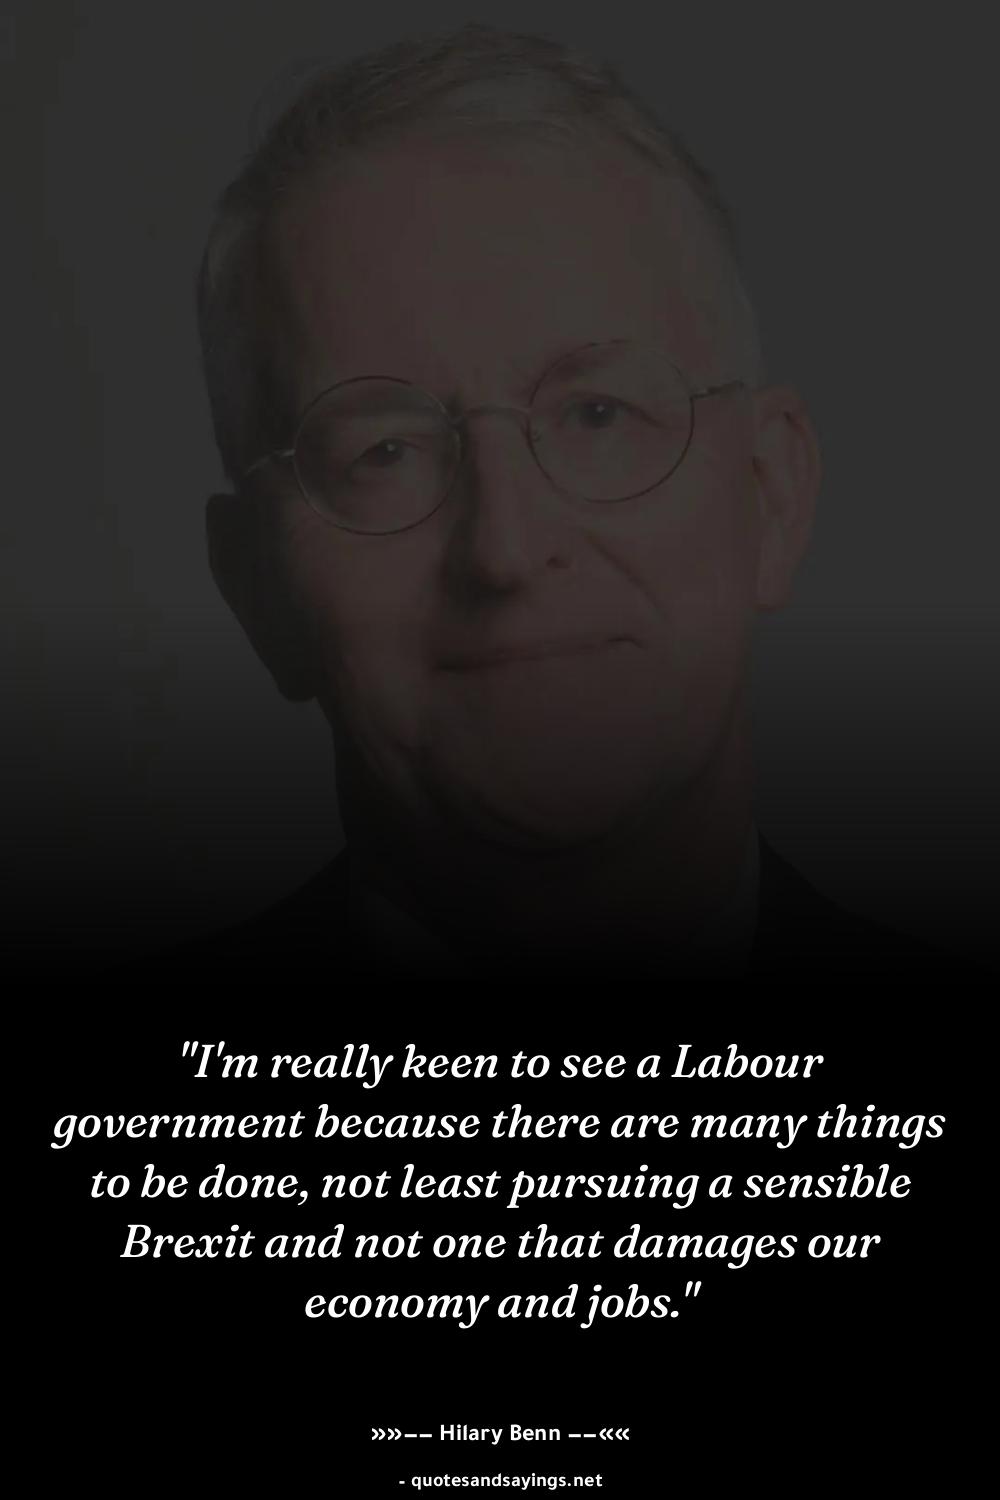 "I'm really keen to see a Labour
government because there are many things
to be done, not least pursuing a sensible
Brexit and not one that damages our
economy and jobs."
»»–– Hilary Benn ––««
- quotesandsayings.net